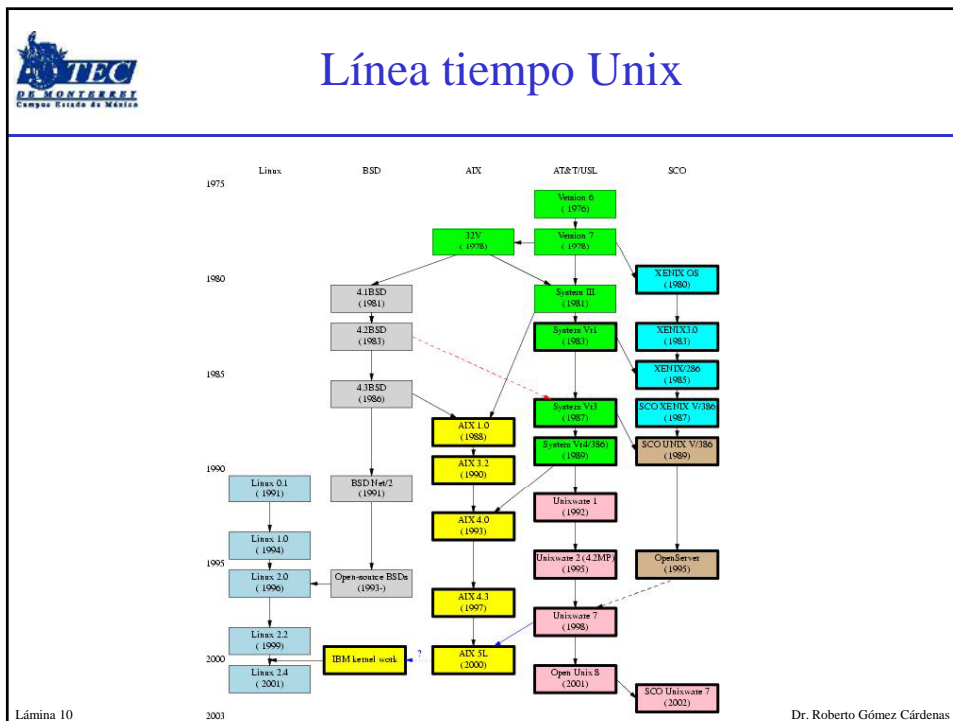 TEC
DE MONTERREY
Campus Estado de México
Línea tiempo Unix
Linux
BSD
AIX
AT&T/USL
SCO
1975
Version 6
(1976)
32V
(1978)
Version 7
(1978)
1980
XENIX OS
(1980)
4.1BSD
(1981)
System III
(1981)
4.2BSD
(1983)
System Vr1
(1983)
XENIX3.0
(1983)
1985
XENIX/286
(1985)
4.3BSD
(1986)
System Vr3
(1987)
SCO XENIX V/386
(1987)
AIX 1.0
(1988)
System Vr4/386)
(1989)
SCO UNIX V/386
(1989)
1990
AIX 3.2
(1990)
Linux 0.1
(1991)
BSD Net/2
(1991)
Unixware 1
(1992)
AIX 4.0
(1993)
Linux 1.0
(1994)
1995
Unixware 2 (4.2MP)
(1995)
OpenServer
(1995)
Linux 2.0
(1996)
Open-source BSDs
(1993-)
AIX 4.3
(1997)
Unixware 7
(1998)
Linux 2.2
(1999)
2000
IBM kernel work
?
AIX 5L
(2000)
Linux 2.4
(2001)
Open Unix 8
(2001)
SCO Unixware 7
(2002)
2003
Lámina 10
Dr. Roberto Gómez Cárdenas